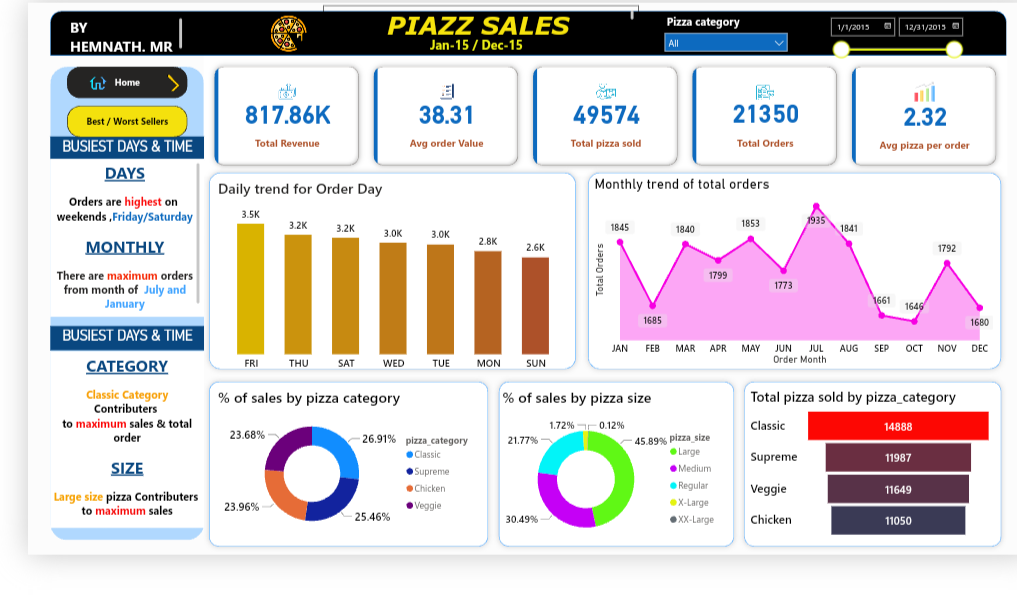 BY
HEMNATH. MR
PIAZZ SALES
Jan-15 / Dec-15
Pizza category
All
1/1/2015
12/31/2015
Home
Best / Worst Sellers
BUSIEST DAYS & TIME
DAYS
Orders are highest on
weekends ,Friday/Saturday
MONTHLY
There are maximum orders
from month of July and
January
BUSIEST DAYS & TIME
CATEGORY
Classic Category
Contributers
to maximum sales & total
order
SIZE
Large size pizza Contributers
to maximum sales
817.86K
Total Revenue
38.31
Avg order Value
49574
Total pizza sold
21350
Total Orders
2.32
Avg pizza per order
Daily trend for Order Day
3.5K
3.2K
3.2K
3.0K
3.0K
2.8K
2.6K
FRI
THU
SAT
WED
TUE
MON
SUN
Monthly trend of total orders
Total Orders
1845
1685
1840
1799
1853
1773
1935
1841
1661
1646
1792
1680
JAN
FEB
MAR
APR
MAY
JUN
JUL
AUG
SEP
OCT
NOV
DEC
Order Month
% of sales by pizza category
23.68%
26.91%
23.96%
25.46%
pizza_category
Classic
Supreme
Chicken
Veggie
% of sales by pizza size
1.72%
0.12%
21.77%
45.89%
30.49%
pizza_size
Large
Medium
Regular
X-Large
XX-Large
Total pizza sold by pizza_category
Classic
14888
Supreme
11987
Veggie
11649
Chicken
11050